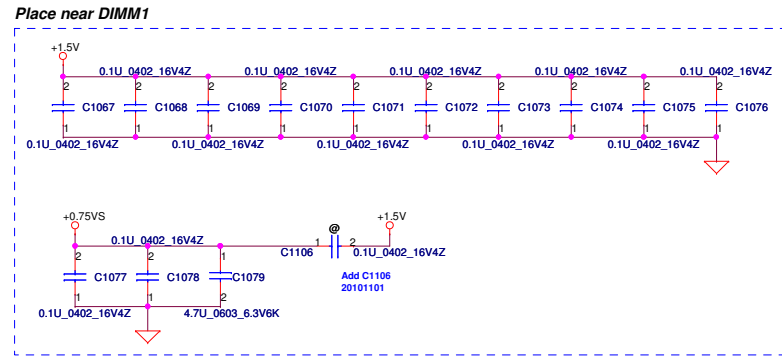 Place near DIMM1
+1.5V
0.1U_0402_16V4Z 0.1U_0402_16V4Z 0.1U_0402_16V4Z 0.1U_0402_16V4Z 0.1U_0402_16V4Z
2 2 2 2 2 2 2 2 2 2
C1067 C1068 C1069 C1070 C1071 C1072 C1073 C1074 C1075 C1076
1 1 1 1 1 1 1 1 1 1
0.1U_0402_16V4Z 0.1U_0402_16V4Z 0.1U_0402_16V4Z 0.1U_0402_16V4Z 0.1U_0402_16V4Z
+0.75VS +1.5V
@
0.1U_0402_16V4Z 1 2
C1106 0.1U_0402_16V4Z
2 2 1
C1077 C1078 C1079
Add C1106
20101101
1 1 2
0.1U_0402_16V4Z 4.7U_0603_6.3V6K